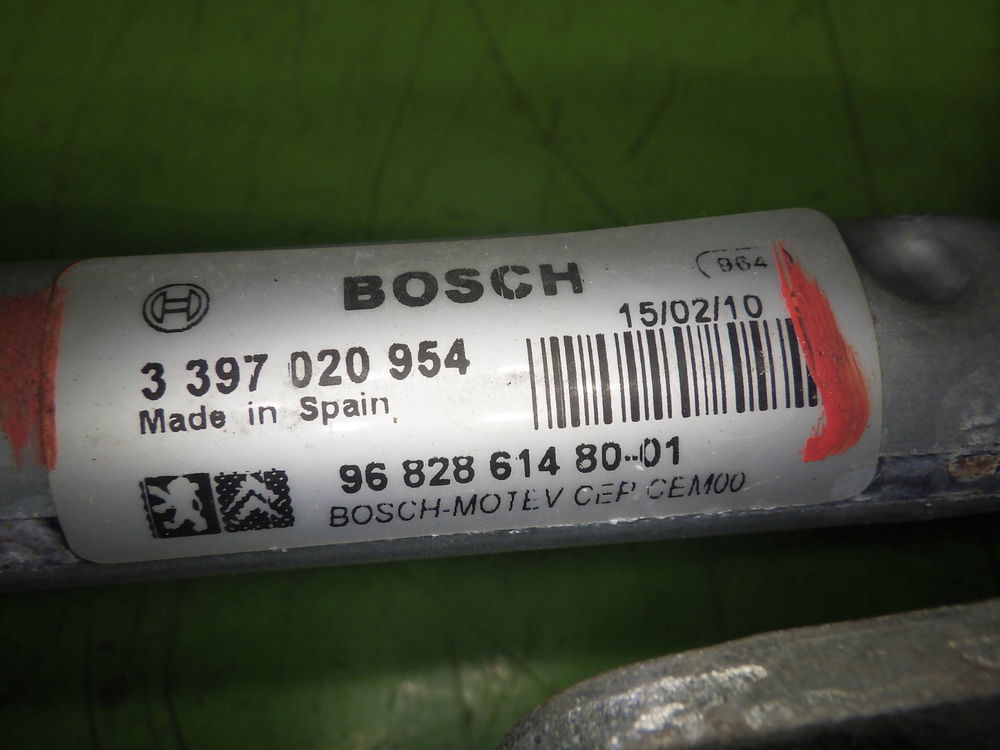 BOSCH
964
15/02/10
3 397 020 954
Made in Spain
96 828 614 80-01
BOSCH-MOTEV CEP CEM00